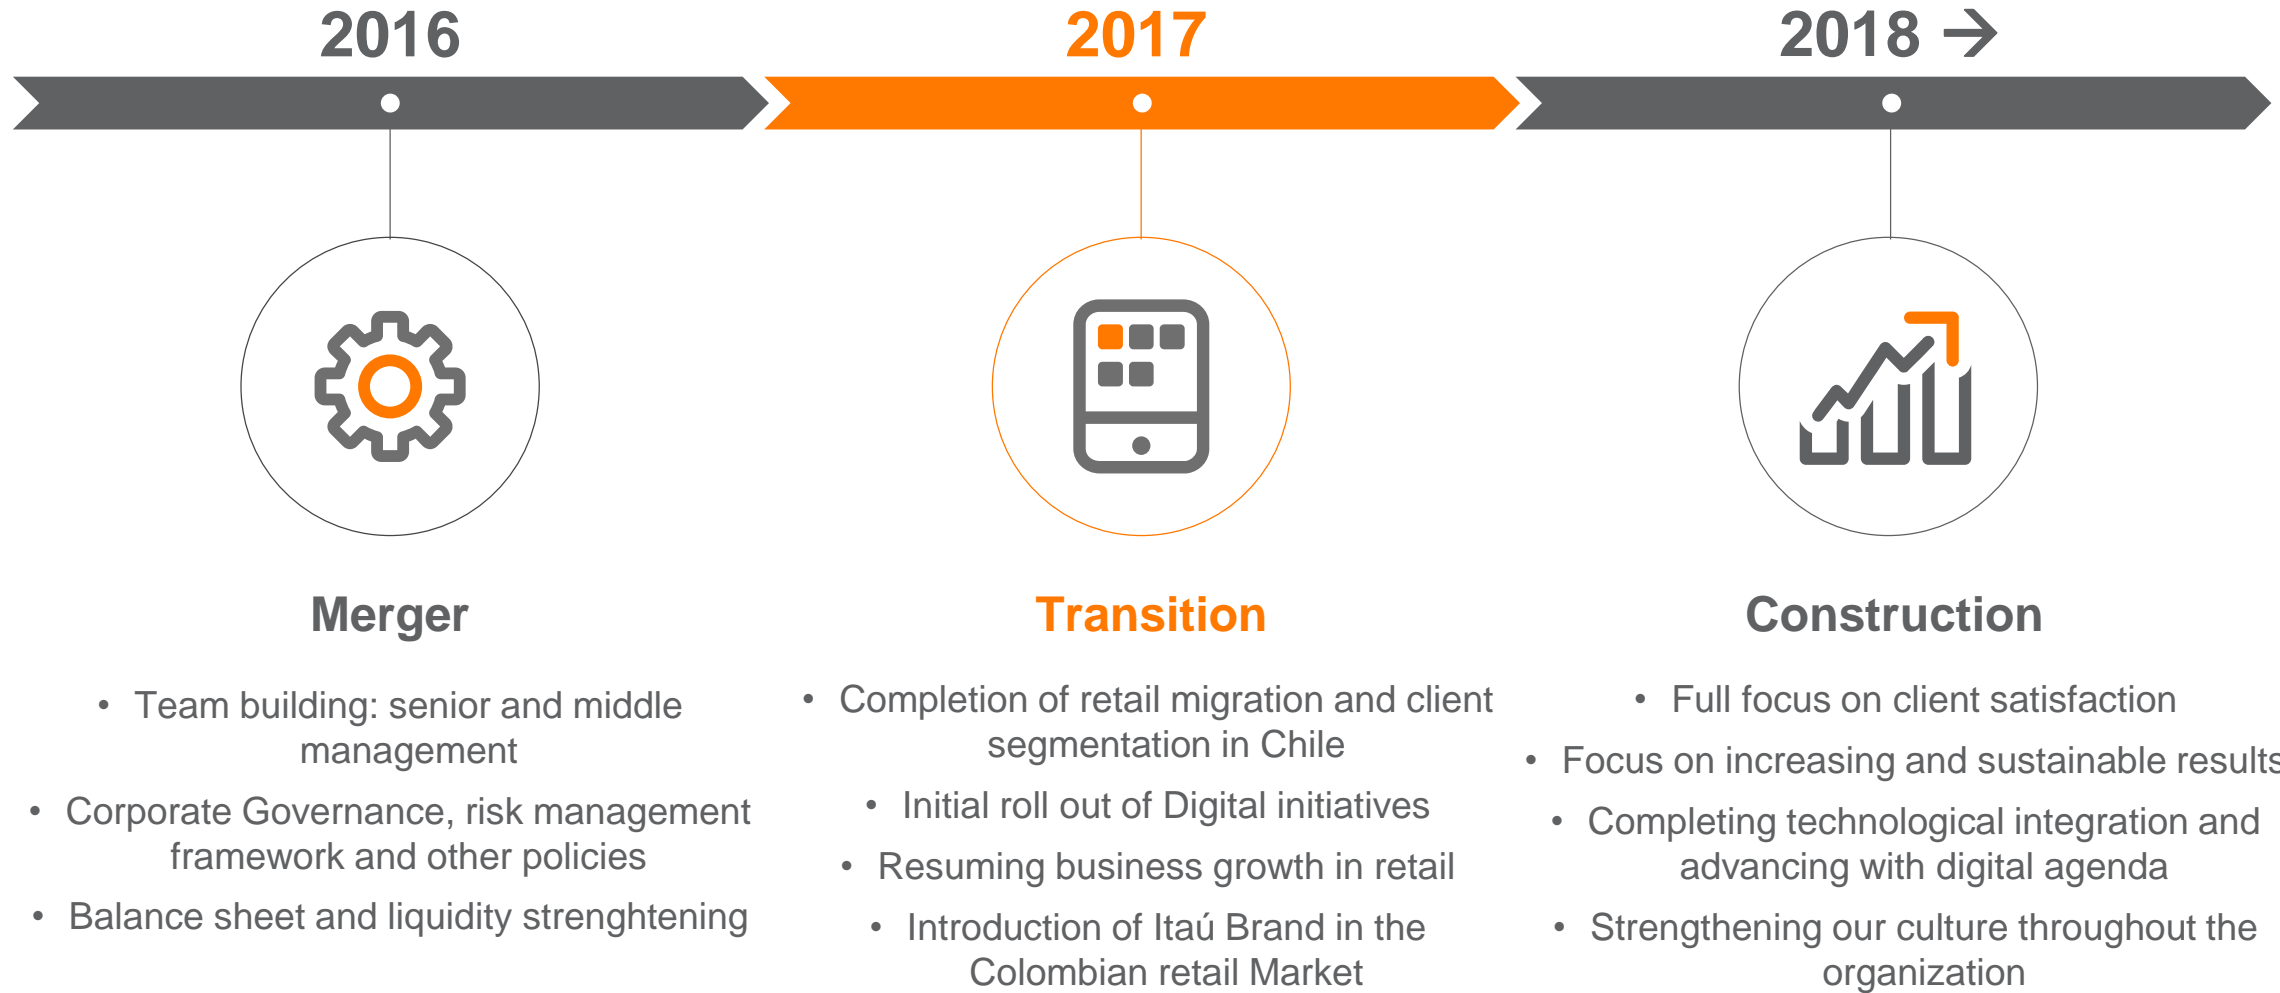 2016
2017
2018 →
Merger
• Team building: senior and middle
management
• Corporate Governance, risk management
framework and other policies
• Balance sheet and liquidity strenghtening
Transition
• Completion of retail migration and client
segmentation in Chile
• Initial roll out of Digital initiatives
• Resuming business growth in retail
• Introduction of Itaú Brand in the
Colombian retail Market
Construction
• Full focus on client satisfaction
• Focus on increasing and sustainable results
• Completing technological integration and
advancing with digital agenda
• Strengthening our culture throughout the
organization